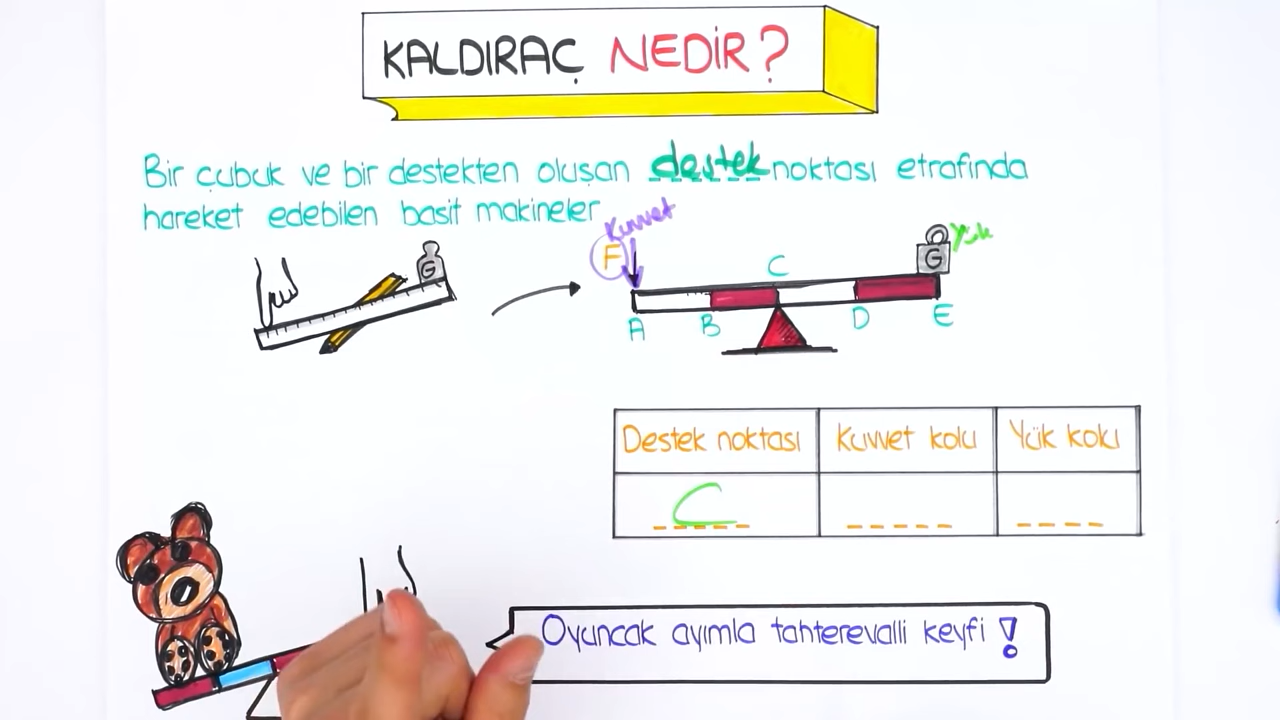 KALDIRAÇ NEDİR?
Bir çubuk ve bir destekten oluşan destek noktası etrafında
hareket edebilen basit makineler
Kuvvet
F
Yük
G
G
C
A B D E
Destek noktası Kuvvet kolu Yük kolu
C
Oyuncak ayımla tahterevalli keyfi !